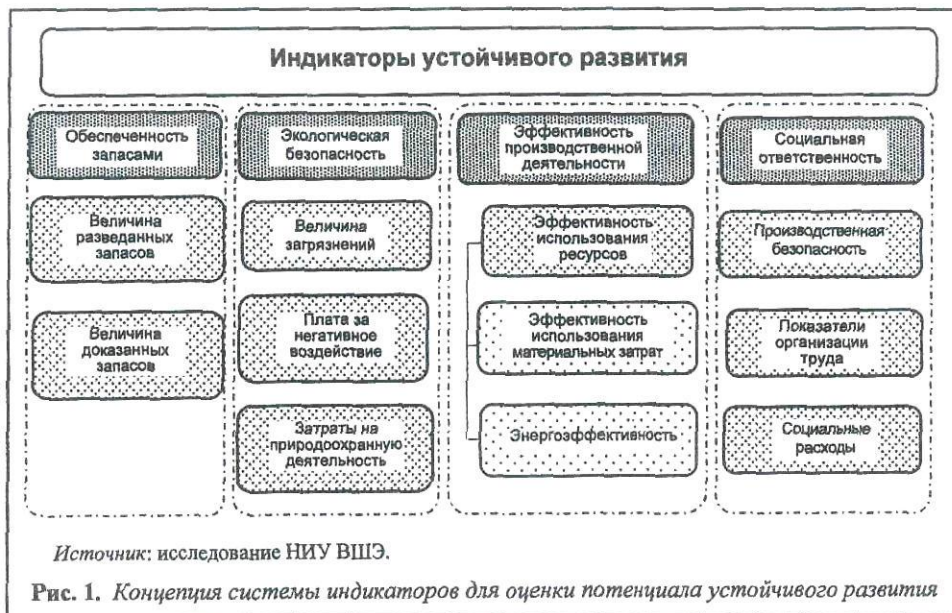 Индикаторы устойчивого развития
Обеспеченность
запасами
Величина
разведанных
запасов
Величина
доказанных
запасов
Экологическая
безопасность
Величина
загрязнений
Плата за
негативное
воздействие
Затраты на
природоохранную
деятельность
Эффективность
производственной
деятельности
Эффективность
использования
ресурсов
Эффективность
использования
материальных затрат
Энергоэффективность
Социальная
ответственность
Производственная
безопасность
Показатели
организации
труда
Социальные
расходы
Источник: исследование НИУ ВШЭ.
Рис. 1. Концепция системы индикаторов для оценки потенциала устойчивого развития